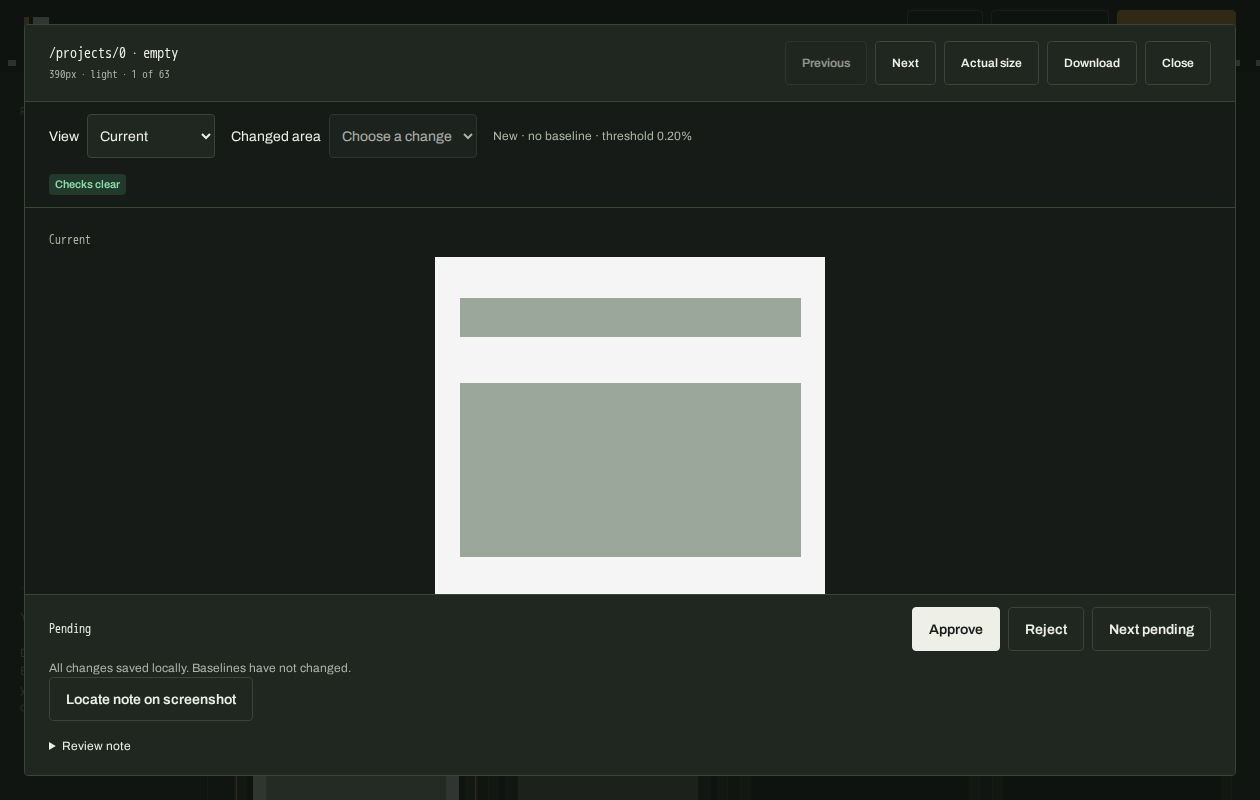 /projects/0 · empty
390px · light · 1 of 63
Previous
Next
Actual size
Download
Close
View
Current
Changed area
Choose a change
New · no baseline · threshold 0.20%
Checks clear
Current
Pending
Approve
Reject
Next pending
All changes saved locally. Baselines have not changed.
Locate note on screenshot
Review note